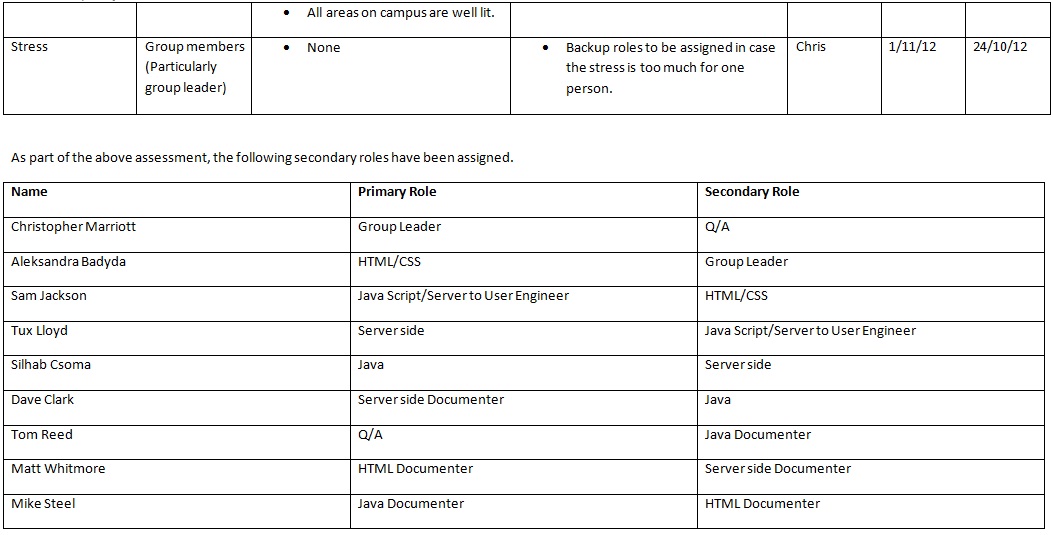 • All areas on campus are well lit.
Stress Group members • None • Backup roles to be assigned in case Chris 1/11/12 24/10/12
(Particularly the stress is too much for one
group leader) person.
As part of the above assessment, the following secondary roles have been assigned.
Name Primary Role Secondary Role
Christopher Marriott Group Leader Q/A
Aleksandra Badyda HTML/CSS Group Leader
Sam Jackson Java Script/Server to User Engineer HTML/CSS
Tux Lloyd Server side Java Script/Server to User Engineer
Silhab Csoma Java Server side
Dave Clark Server side Documenter Java
Tom Reed Q/A Java Documenter
Matt Whitmore HTML Documenter Server side Documenter
Mike Steel Java Documenter HTML Documenter